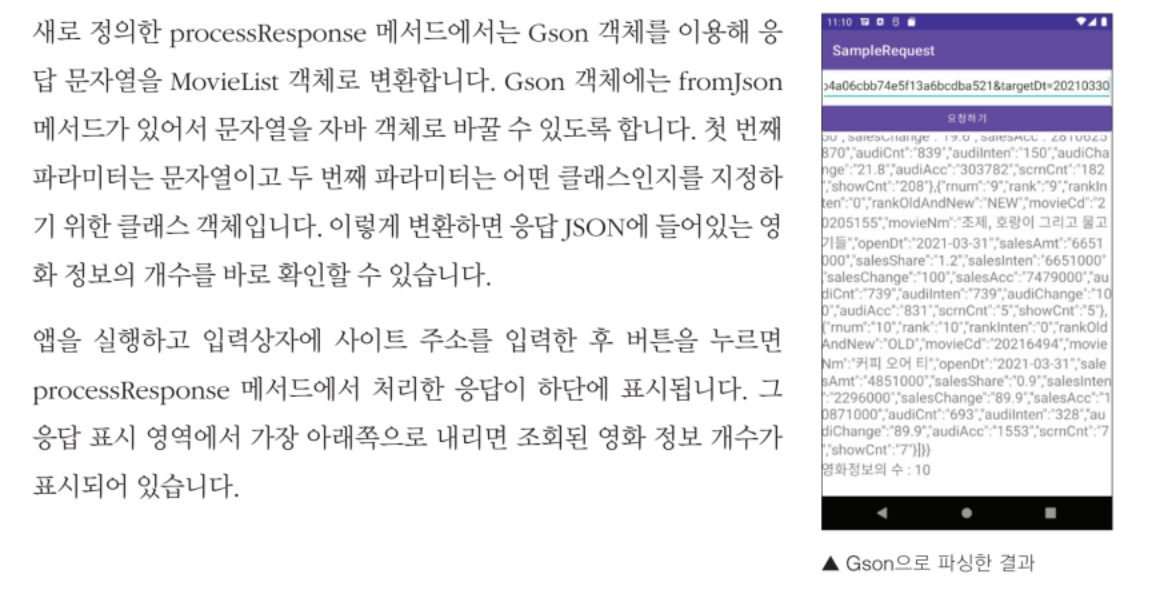 새로 정의한 processResponse 메서드에서는 Gson 객체를 이용해 응
답 문자열을 MovieList 객체로 변환합니다. Gson 객체에는 fromJson
메서드가 있어서 문자열을 자바 객체로 바꿀 수 있도록 합니다. 첫 번째
파라미터는 문자열이고 두 번째 파라미터는 어떤 클래스인지를 지정하
기 위한 클래스 객체입니다. 이렇게 변환하면 응답 JSON에 들어있는 영
화 정보의 개수를 바로 확인할 수 있습니다.
앱을 실행하고 입력상자에 사이트 주소를 입력한 후 버튼을 누르면
processResponse 메서드에서 처리한 응답이 하단에 표시됩니다. 그
응답 표시 영역에서 가장 아래쪽으로 내리면 조회된 영화 정보 개수가
표시되어 있습니다.
11:10
SampleRequest
04a06cbb74e5f13a6bcdba521&targetDt=20210330
요청하기
50","salesChange":"19.6","salesAcc":"2810625
870","audiCnt":"839","audiInten":"150","audiCha
nge":"21.8","audiAcc":"303782","scrnCnt":"182
","showCnt":"208"},{"rnum":"9","rank":"9","rankIn
ten":"0","rankOldAndNew":"NEW","movieCd":"2
0205155","movieNm":"조제, 호랑이 그리고 물고
기들","openDt":"2021-03-31","salesAmt":"6651
000","salesShare":"1.2","salesInten":"6651000"
,"salesChange":"100","salesAcc":"7479000","au
diCnt":"739","audiInten":"739","audiChange":"10
0","audiAcc":"831","scrnCnt":"5","showCnt":"5"},
{"rnum":"10","rank":"10","rankInten":"0","rankOld
AndNew":"OLD","movieCd":"20216494","movie
Nm":"커피 오어 티","openDt":"2021-03-31","sale
sAmt":"4851000","salesShare":"0.9","salesInten
":"2296000","salesChange":"89.9","salesAcc":"1
0871000","audiCnt":"693","audiInten":"328","au
diChange":"89.9","audiAcc":"1553","scrnCnt":"7
","showCnt":"7"}]}}
영화정보의 수 : 10
▲ Gson으로 파싱한 결과